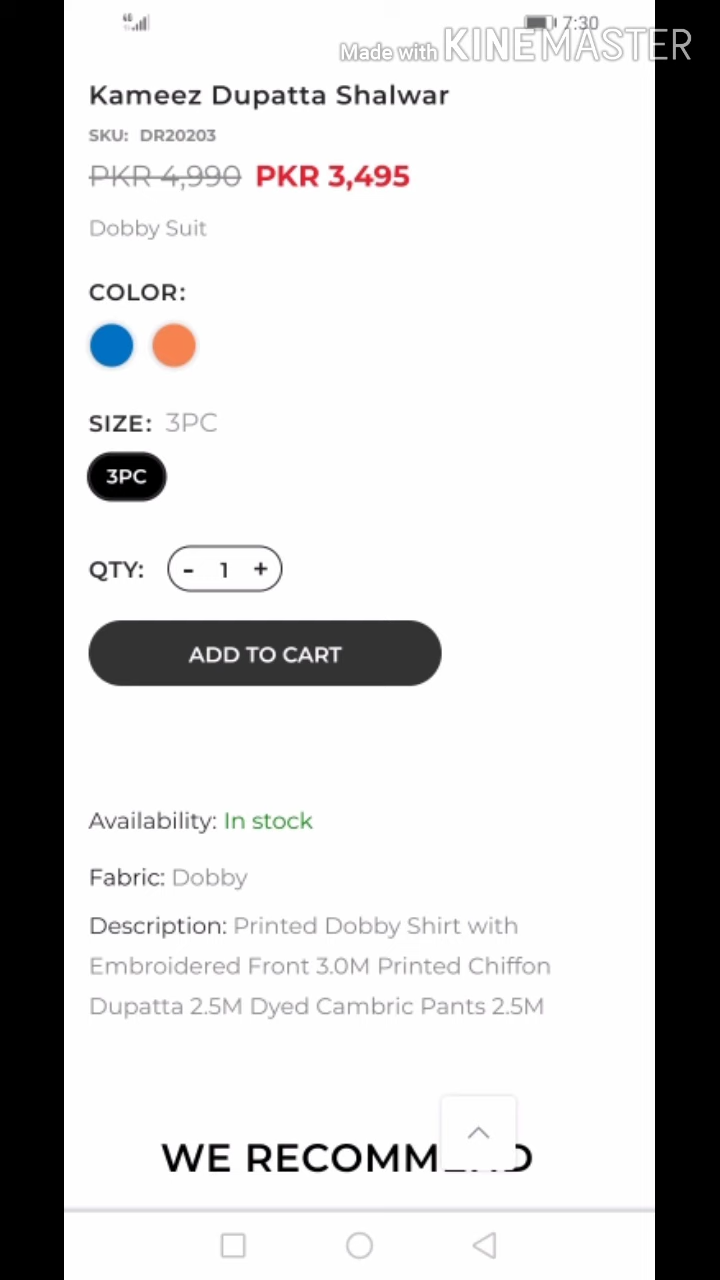 7:30
Made with KINEMASTER
Kameez Dupatta Shalwar
SKU: DR20203
PKR 4,990 PKR 3,495
Dobby Suit
COLOR:
SIZE: 3PC
3PC
QTY: - 1 +
ADD TO CART
Availability: In stock
Fabric: Dobby
Description: Printed Dobby Shirt with
Embroidered Front 3.0M Printed Chiffon
Dupatta 2.5M Dyed Cambric Pants 2.5M
WE RECOMMEND